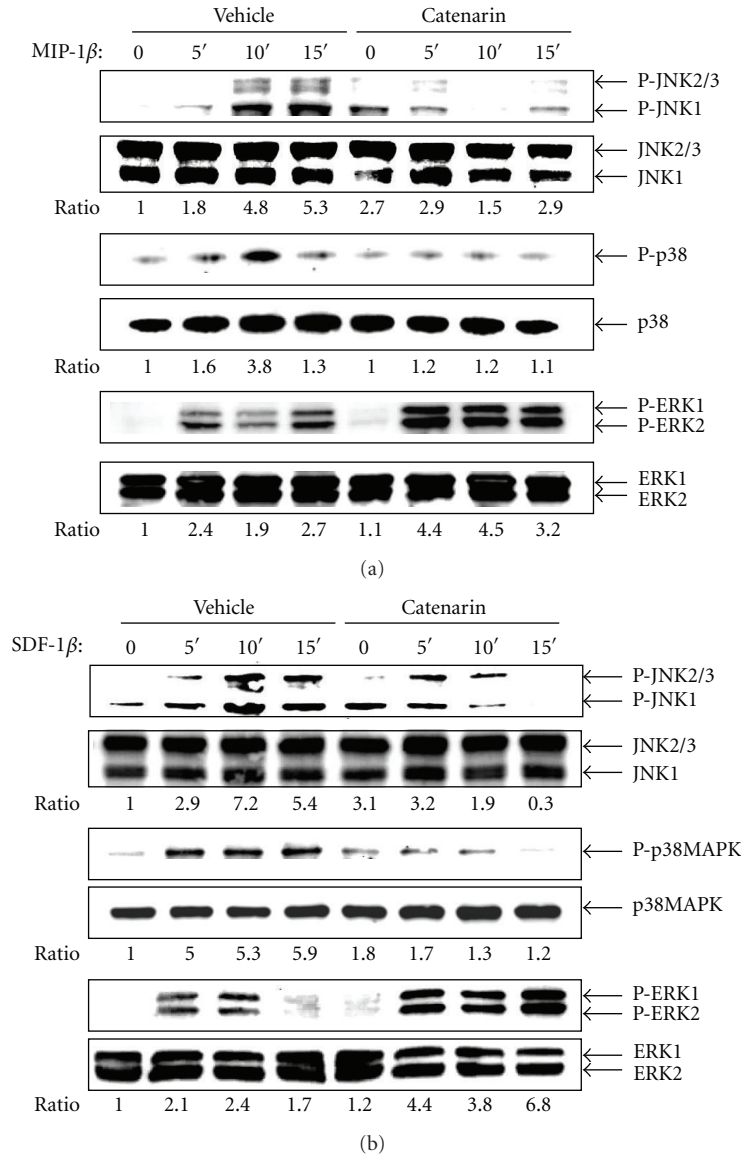 Vehicle Catenarin
MIP-1β: 0 5′ 10′ 15′ 0 5′ 10′ 15′
P-JNK2/3
P-JNK1
JNK2/3
JNK1
Ratio 1 1.8 4.8 5.3 2.7 2.9 1.5 2.9
P-p38
p38
Ratio 1 1.6 3.8 1.3 1 1.2 1.2 1.1
P-ERK1
P-ERK2
ERK1
ERK2
Ratio 1 2.4 1.9 2.7 1.1 4.4 4.5 3.2
(a)
Vehicle Catenarin
SDF-1β: 0 5′ 10′ 15′ 0 5′ 10′ 15′
P-JNK2/3
P-JNK1
JNK2/3
JNK1
Ratio 1 2.9 7.2 5.4 3.1 3.2 1.9 0.3
P-p38MAPK
p38MAPK
Ratio 1 5 5.3 5.9 1.8 1.7 1.3 1.2
P-ERK1
P-ERK2
ERK1
ERK2
Ratio 1 2.1 2.4 1.7 1.2 4.4 3.8 6.8
(b)